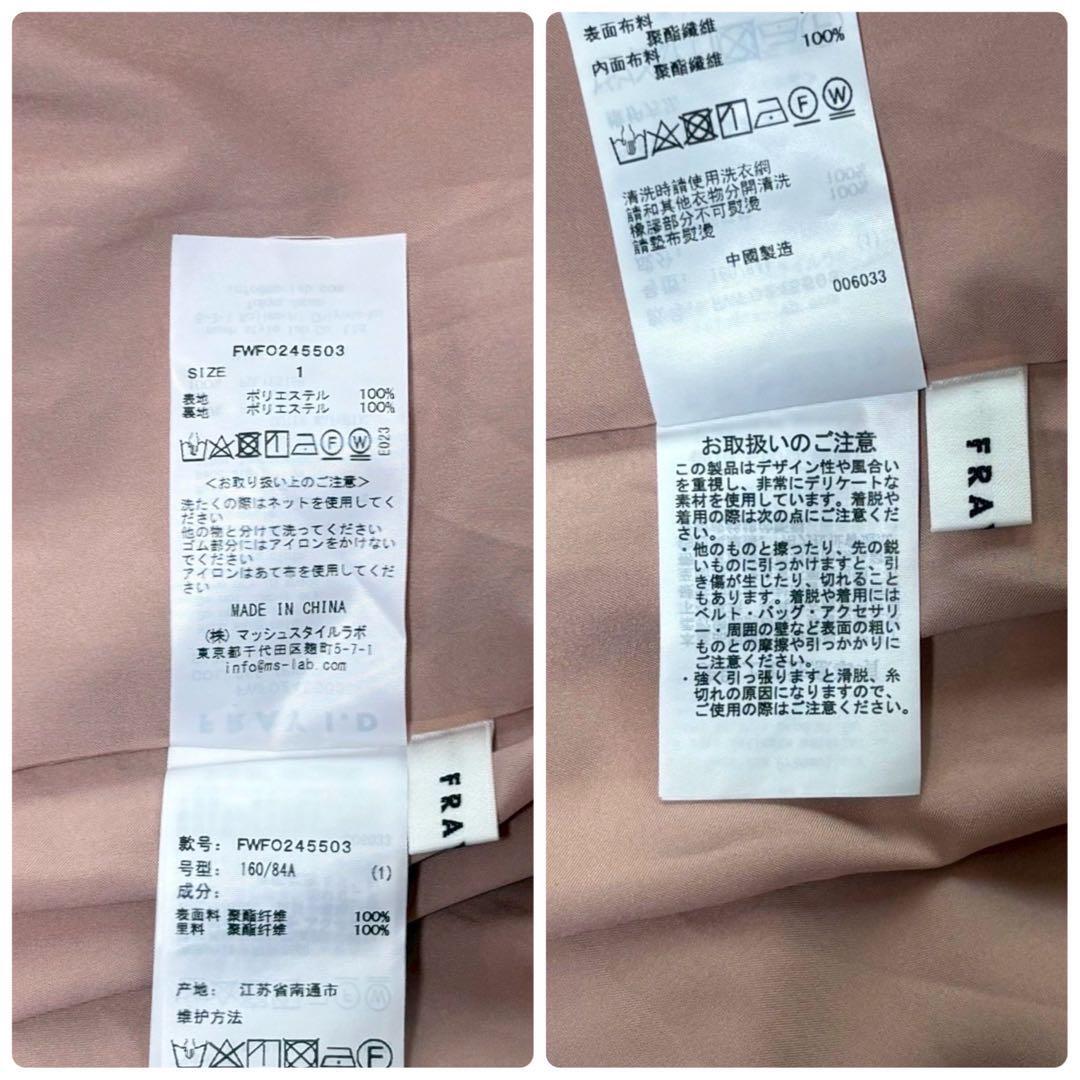 FWFO245503
SIZE 1
表地 ポリエステル 100%
裏地 ポリエステル 100%
E023
<お取り扱い上のご注意>
洗たくの際はネットを使用してく
ださい
他の物と分けて洗ってください
ゴム部分にはアイロンをかけない
でください
アイロンはあて布を使用してくだ
さい
MADE IN CHINA
(株) マッシュスタイルラボ
東京都千代田区麹町5-7-1
info@ms-lab.com
FRA
款号: FWFO245503
号型: 160/84A (1)
成分:
表面料 聚酯纤维 100%
里料 聚酯纤维 100%
产地: 江苏省南通市
维护方法
F
表面布料
聚酯纖維
內面布料 100%
聚酯纖維
F W
清洗時請使用洗衣網
請和其他衣物分開清洗
橡膠部分不可熨燙
請墊布熨燙
中國製造
006033
FRA
お取扱いのご注意
この製品はデザイン性や風合い
を重視し、非常にデリケートな
素材を使用しています。着脱や
着用の際は次の点にご注意くだ
さい。
・他のものと擦ったり、先の鋭
いものに引っかけますと、引
き傷が生じたり、切れること
もあります。着脱や着用には
ベルト・バッグ・アクセサリ
ー・周囲の壁など表面の粗い
ものとの摩擦や引っかかりに
ご注意ください。
・強く引っ張りますと滑脱、糸
切れの原因になりますので、
ご使用の際はご注意ください。